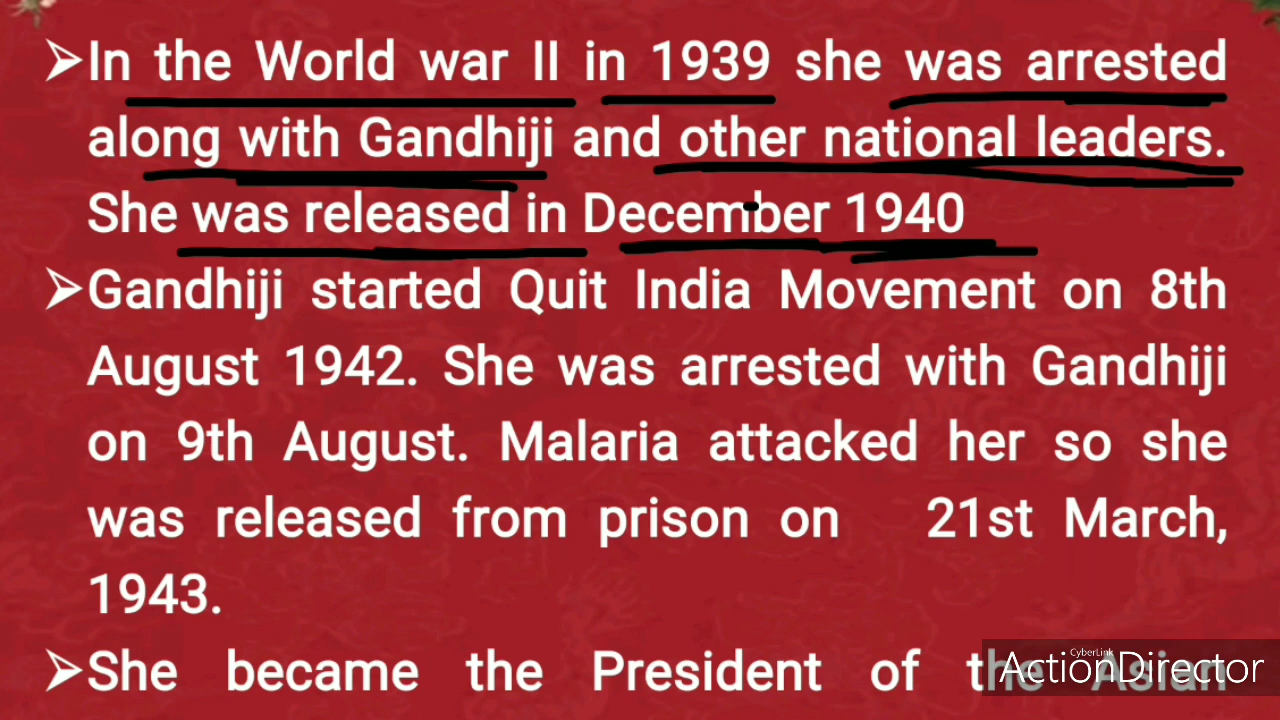 ➢In the World war II in 1939 she was arrested
along with Gandhiji and other national leaders.
She was released in December 1940
➢Gandhiji started Quit India Movement on 8th
August 1942. She was arrested with Gandhiji
on 9th August. Malaria attacked her so she
was released from prison on 21st March,
1943.
➢She became the President of the Asian
CyberLink
ActionDirector